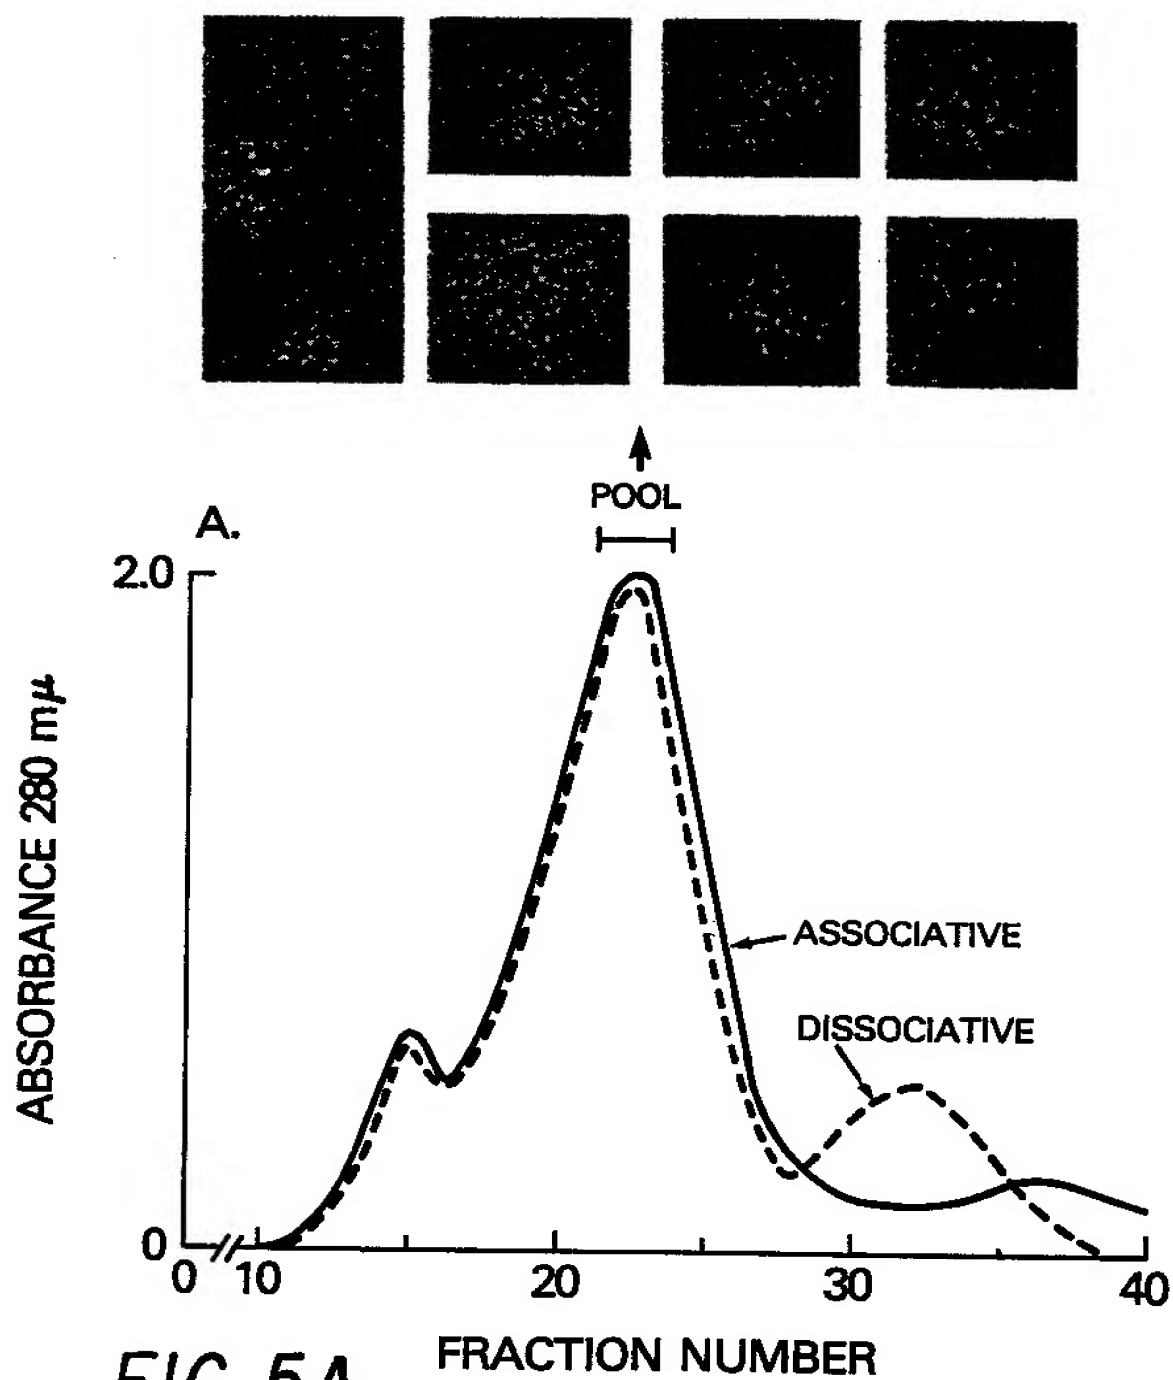 POOL
A.
2.0
ABSORBANCE 280 mμ
ASSOCIATIVE
DISSOCIATIVE
0
0 10 20 30 40
FRACTION NUMBER
FIG. 5A